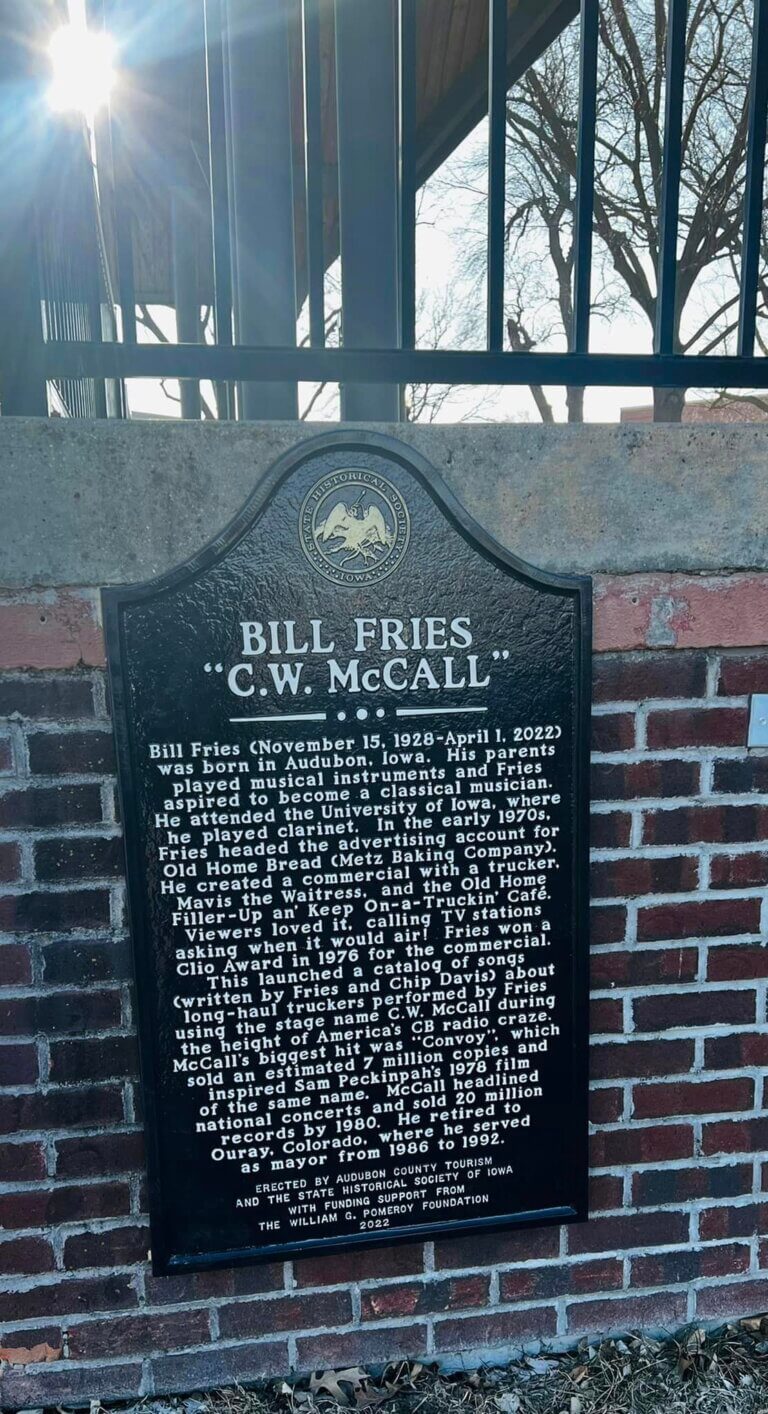 STATE HISTORICAL SOCIETY
IOWA
BILL FRIES
“C.W. McCALL”
Bill Fries (November 15, 1928-April 1, 2022)
was born in Audubon, Iowa. His parents
played musical instruments and Fries
aspired to become a classical musician.
He attended the University of Iowa, where
he played clarinet. In the early 1970s,
Fries headed the advertising account for
Old Home Bread (Metz Baking Company).
He created a commercial with a trucker,
Mavis the Waitress, and the Old Home
Filler-Up an' Keep On-a-Truckin' Café.
Viewers loved it, calling TV stations
asking when it would air! Fries won a
Clio Award in 1976 for the commercial.
This launched a catalog of songs
(written by Fries and Chip Davis) about
long-haul truckers performed by Fries
using the stage name C.W. McCall during
the height of America's CB radio craze.
McCall's biggest hit was “Convoy”, which
sold an estimated 7 million copies and
inspired Sam Peckinpah's 1978 film
of the same name. McCall headlined
national concerts and sold 20 million
records by 1980. He retired to
Ouray, Colorado, where he served
as mayor from 1986 to 1992.
ERECTED BY AUDUBON COUNTY TOURISM
AND THE STATE HISTORICAL SOCIETY OF IOWA
WITH FUNDING SUPPORT FROM
THE WILLIAM G. POMEROY FOUNDATION
2022